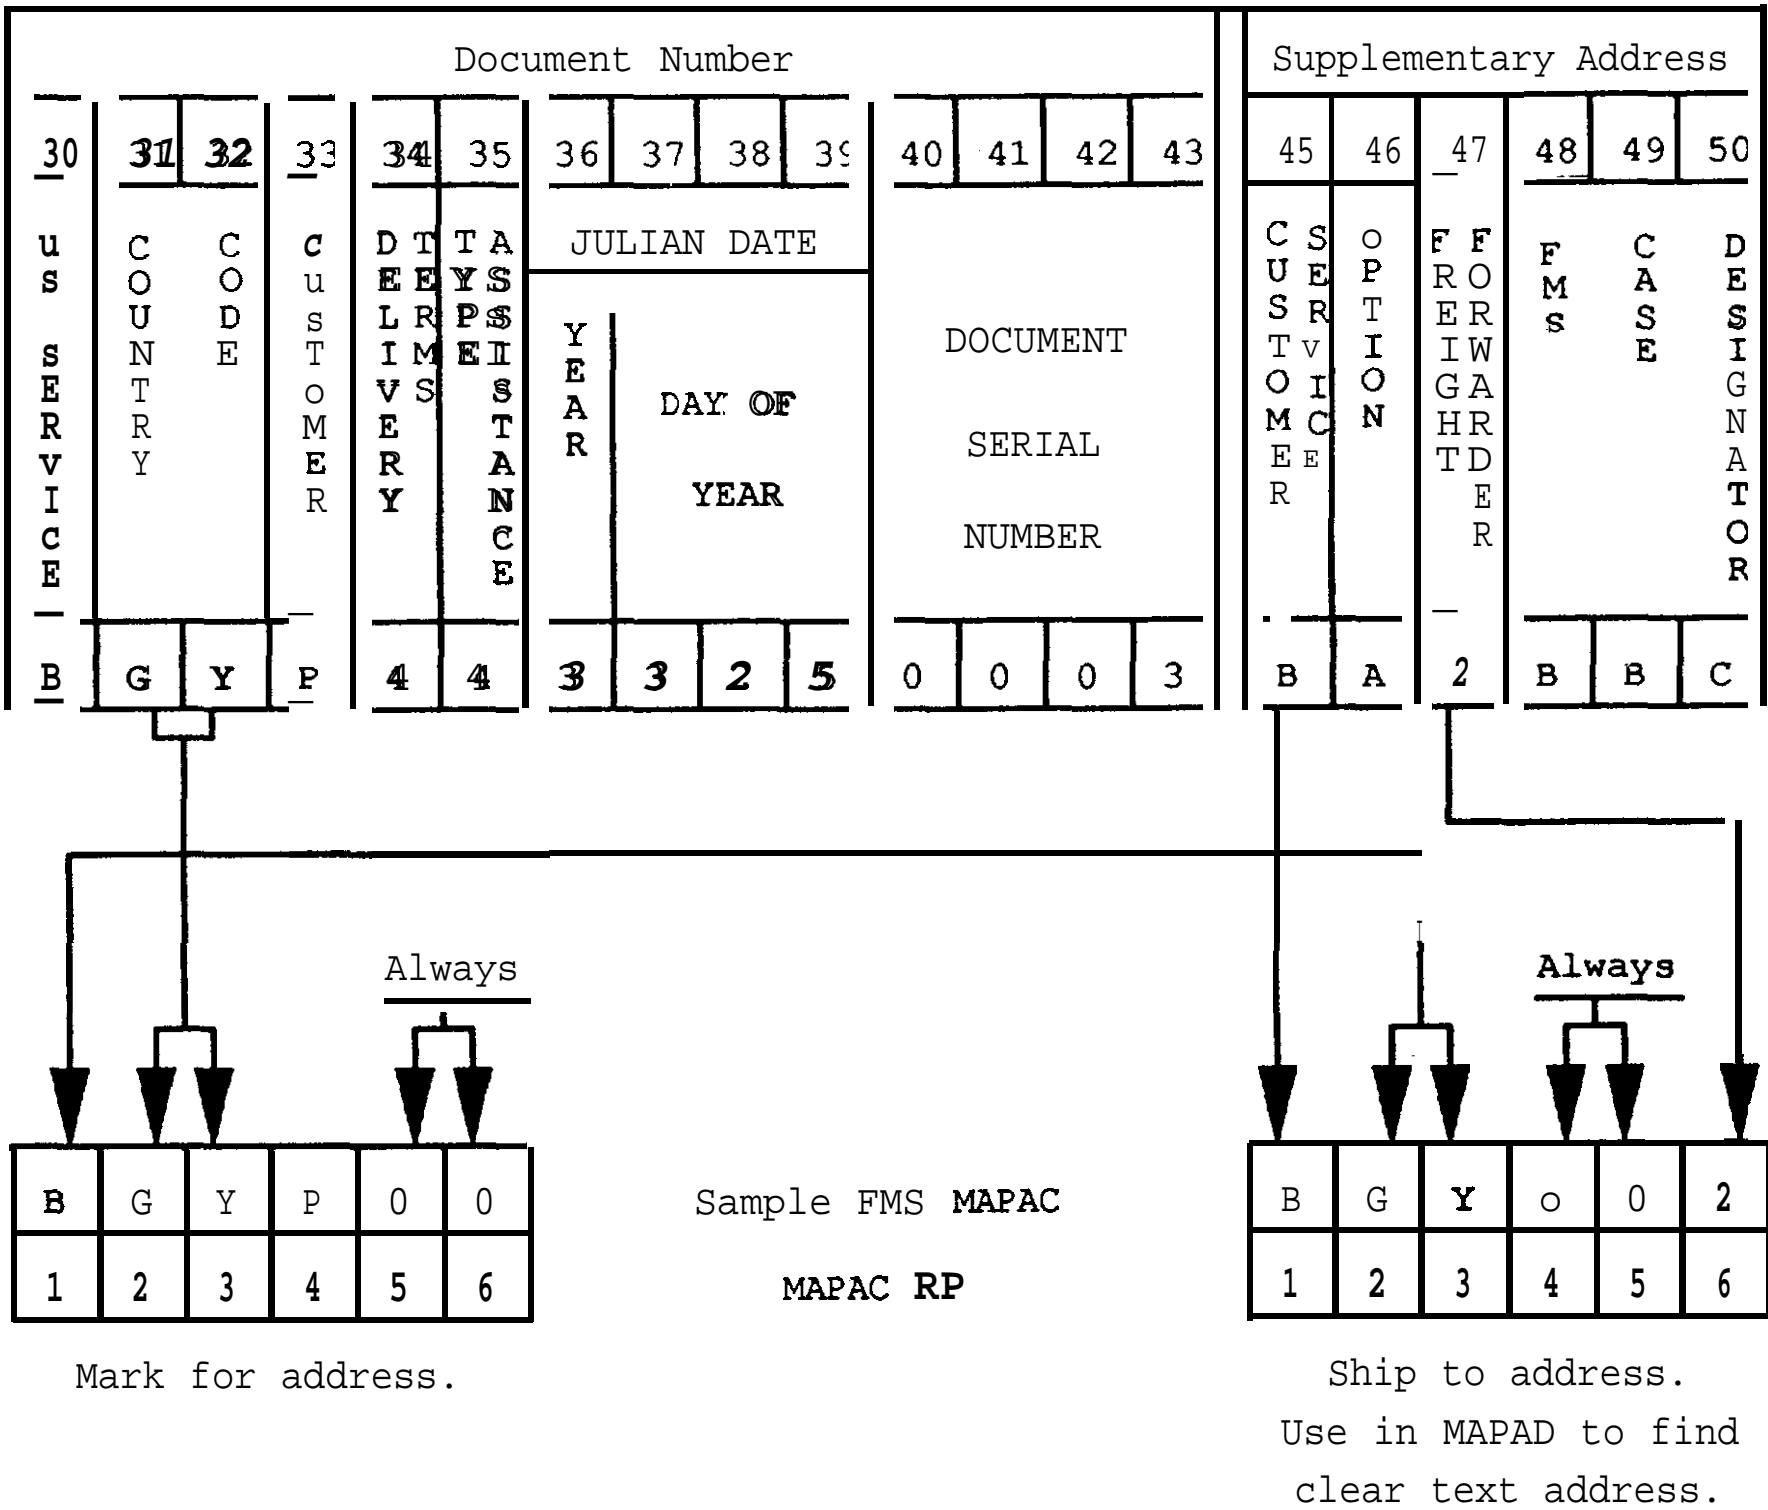 Document Number
Supplementary Address
30 31 32 33 34 35 36 37 38 39 40 41 42 43
45 46 47 48 49 50
us sERVICE
COUNTRY
CODE
CusToMER
DELIVERY
TERMS
TYPE
ASSISTANCE
JULIAN DATE
YEAR
DAY OF
YEAR
DOCUMENT
SERIAL
NUMBER
CUSTOMER
SERVICE
oPTION
FREIGHT
FORWARDER
FMS
CASE
DESIGNATOR
B G Y P 4 4 3 3 2 5 0 0 0 3
B A 2 B B C
Always
Always
B G Y P 0 0
1 2 3 4 5 6
Sample FMS MAPAC
MAPAC RP
B G Y o 0 2
1 2 3 4 5 6
Mark for address.
Ship to address.
Use in MAPAD to find
clear text address.